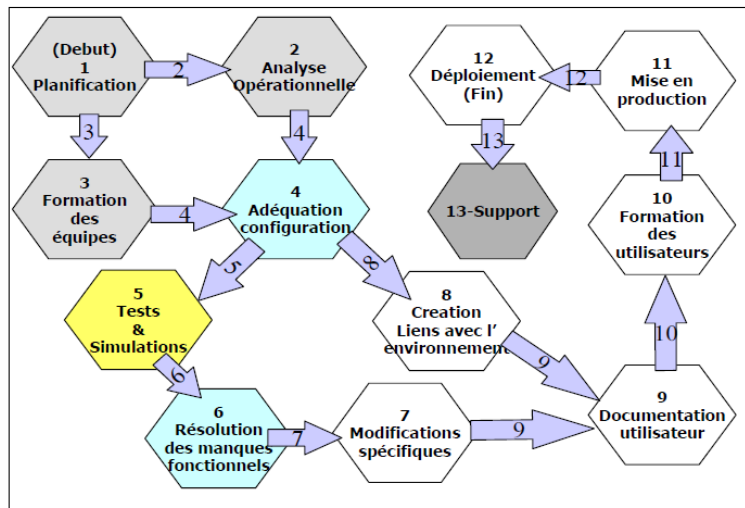 (Debut)
1
Planification
2
2
Analyse
Opérationnelle
3
4
3
Formation
des
équipes
4
4
Adéquation
configuration
5
8
5
Tests
&
Simulations
6
6
Résolution
des manques
fonctionnels
7
7
Modifications
spécifiques
9
8
Creation
Liens avec l’
environnement
9
9
Documentation
utilisateur
10
10
Formation
des
utilisateurs
11
11
Mise en
production
12
12
Déploiement
(Fin)
13
13-Support